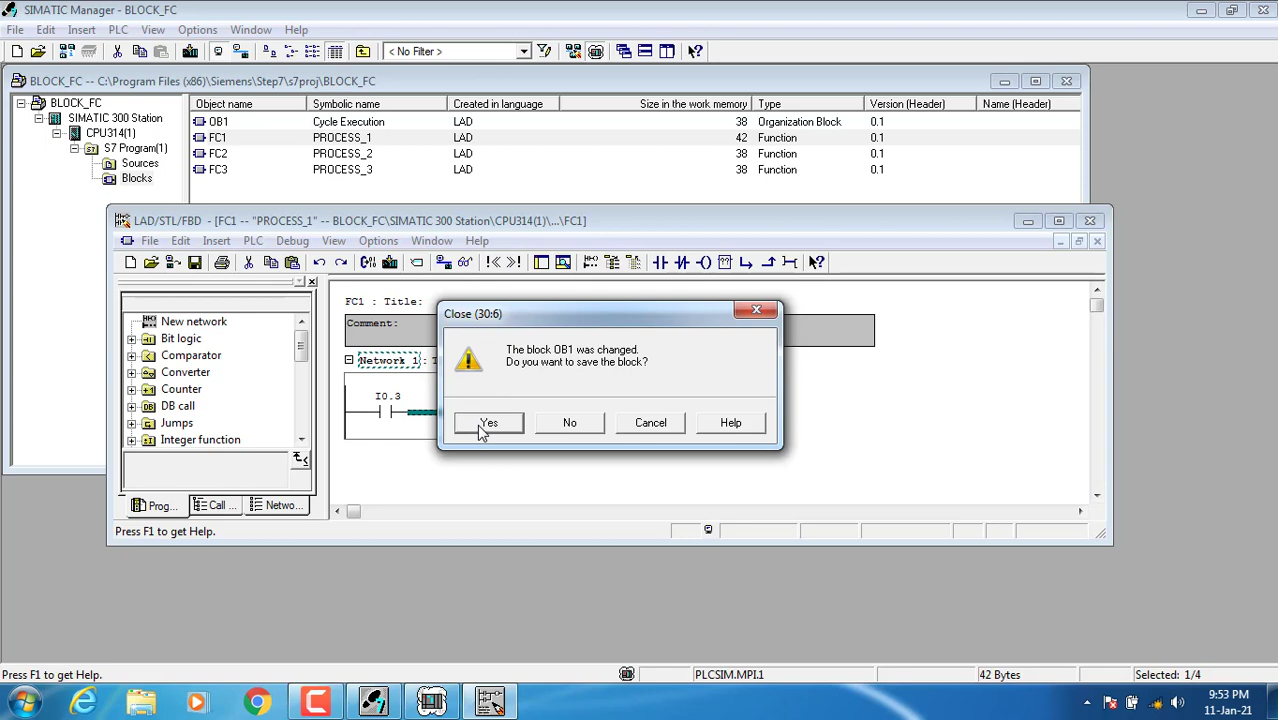 SIMATIC Manager - BLOCK_FC
File Edit Insert PLC View Options Window Help
< No Filter >
BLOCK_FC -- C:\Program Files (x86)\Siemens\Step7\s7proj\BLOCK_FC
BLOCK_FC
SIMATIC 300 Station
CPU314(1)
S7 Program(1)
Sources
Blocks
Object name Symbolic name Created in language Size in the work memory Type Version (Header) Name (Header)
OB1 Cycle Execution LAD 38 Organization Block 0.1
FC1 PROCESS_1 LAD 42 Function 0.1
FC2 PROCESS_2 LAD 38 Function 0.1
FC3 PROCESS_3 LAD 38 Function 0.1
LAD/STL/FBD - [FC1 -- "PROCESS_1" -- BLOCK_FC\SIMATIC 300 Station\CPU314(1)\...\FC1]
File Edit Insert PLC Debug View Options Window Help
New network
Bit logic
Comparator
Converter
Counter
DB call
Jumps
Integer function
Prog... Call ... Netwo...
FC1 : Title:
Comment:
Network 1: T
I0.3
Close (30:6)
The block OB1 was changed.
Do you want to save the block?
Yes No Cancel Help
Press F1 to get Help.
Press F1 to get Help. PLCSIM.MPI.1 42 Bytes Selected: 1/4
9:53 PM
11-Jan-21